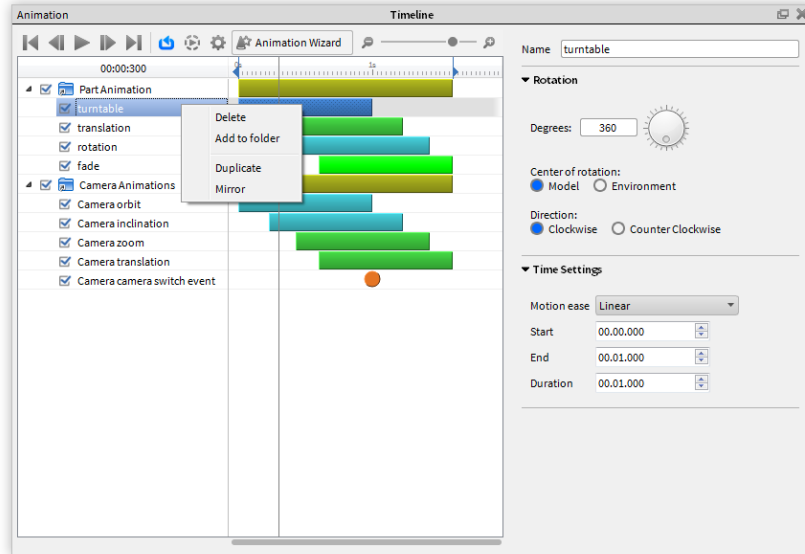 Animation
Timeline
Animation Wizard
Name turntable
00:00:300
0s 1s
Part Animation
Rotation
turntable
Delete
translation
Add to folder
Degrees: 360
rotation
fade
Duplicate
Center of rotation:
Camera Animations
Mirror
Model Environment
Camera orbit
Direction:
Camera inclination
Clockwise Counter Clockwise
Camera zoom
Camera translation
Time Settings
Camera camera switch event
Motion ease Linear
Start 00.00.000
End 00.01.000
Duration 00.01.000